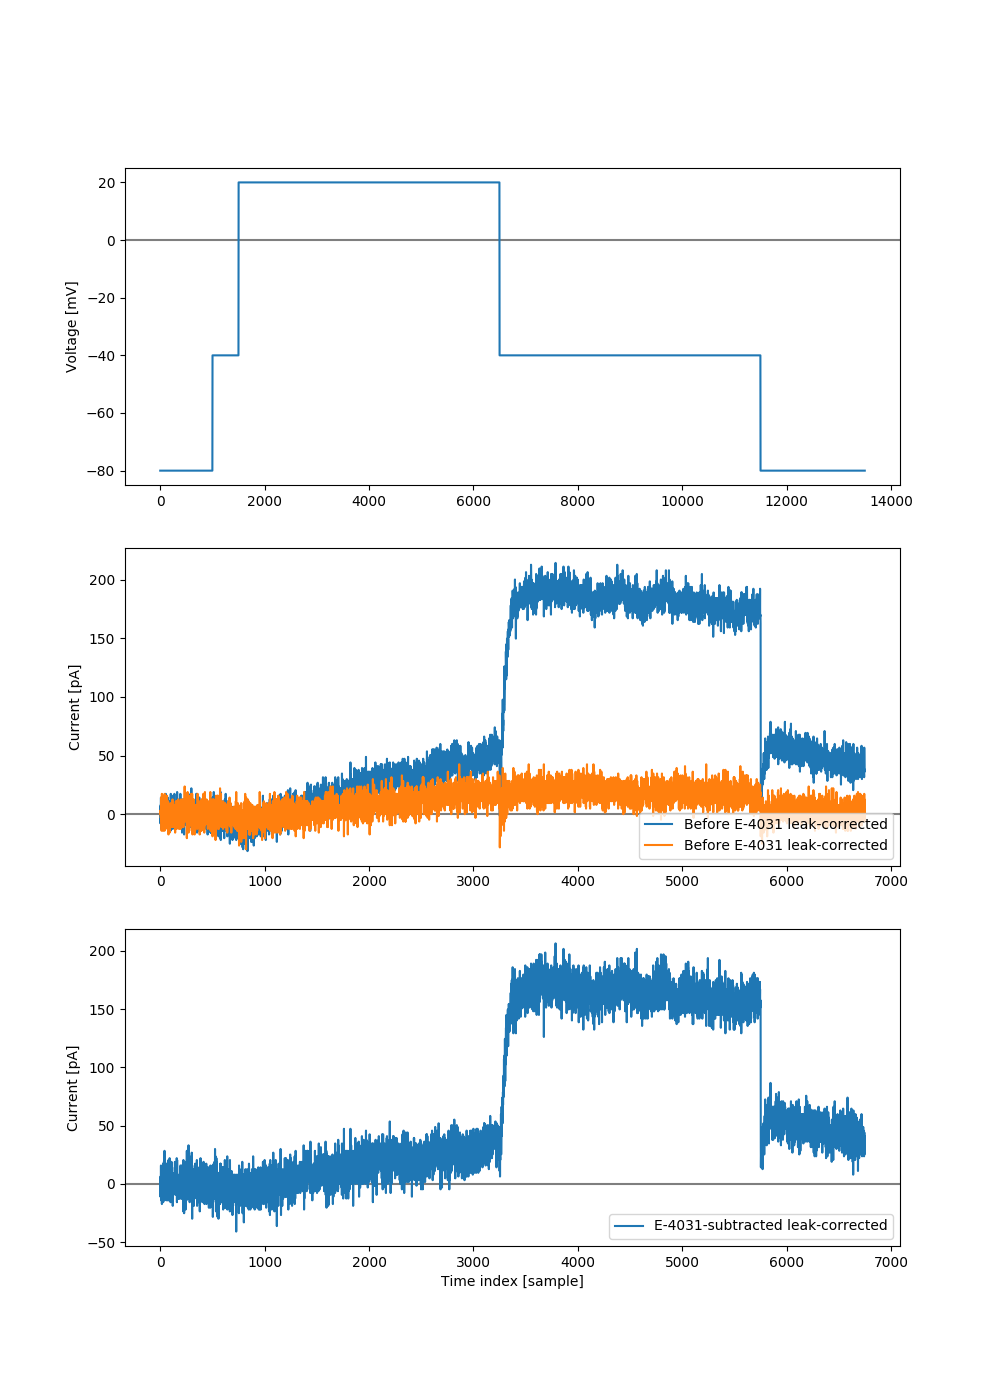 20
0
−20
−40
−60
−80
Voltage [mV]
0 2000 4000 6000 8000 10000 12000 14000
200
150
100
50
0
Current [pA]
Before E-4031 leak-corrected
Before E-4031 leak-corrected
0 1000 2000 3000 4000 5000 6000 7000
200
150
100
50
0
−50
Current [pA]
E-4031-subtracted leak-corrected
0 1000 2000 3000 4000 5000 6000 7000
Time index [sample]